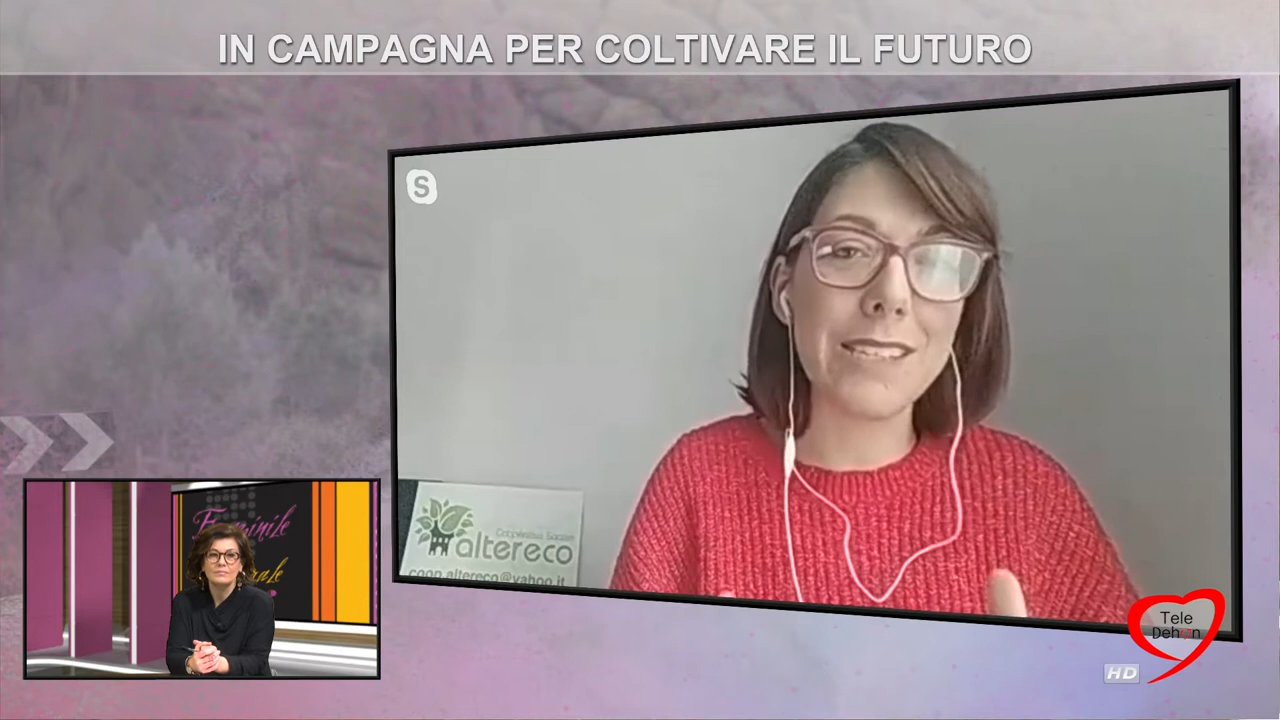 IN CAMPAGNA PER COLTIVARE IL FUTURO
S
Cooperativa Sociale
altereco
coop.altereco@yahoo.it
Femminile
Tele
Dehon
HD